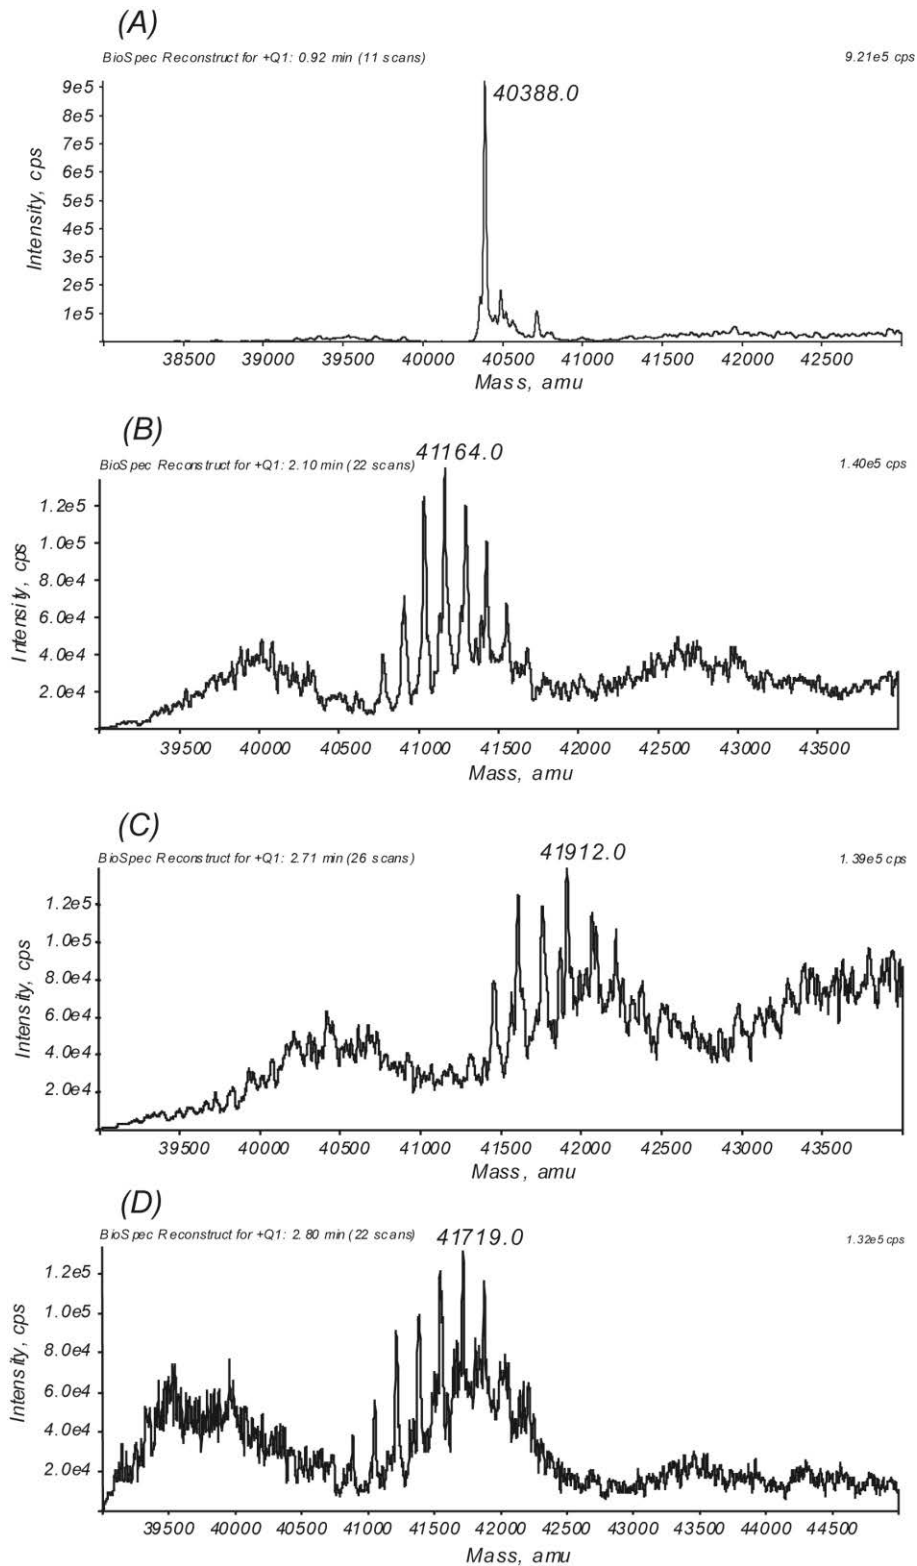 (A)
BioSpec Reconstruct for +Q1: 0.92 min (11 scans) 9.21e5 cps
40388.0
9e5
8e5
7e5
6e5
5e5
4e5
3e5
2e5
1e5
Intensity, cps
38500 39000 39500 40000 40500 41000 41500 42000 42500
Mass, amu
(B)
41164.0
BioSpec Reconstruct for +Q1: 2.10 min (22 scans) 1.40e5 cps
1.2e5
1.0e5
8.0e4
6.0e4
4.0e4
2.0e4
Intensity, cps
39500 40000 40500 41000 41500 42000 42500 43000 43500
Mass, amu
(C)
41912.0
BioSpec Reconstruct for +Q1: 2.71 min (26 scans) 1.39e5 cps
1.2e5
1.0e5
8.0e4
6.0e4
4.0e4
2.0e4
Intensity, cps
39500 40000 40500 41000 41500 42000 42500 43000 43500
Mass, amu
(D)
BioSpec Reconstruct for +Q1: 2.80 min (22 scans) 41719.0 1.32e5 cps
1.2e5
1.0e5
8.0e4
6.0e4
4.0e4
2.0e4
Intensity, cps
39500 40000 40500 41000 41500 42000 42500 43000 43500 44000 44500
Mass, amu